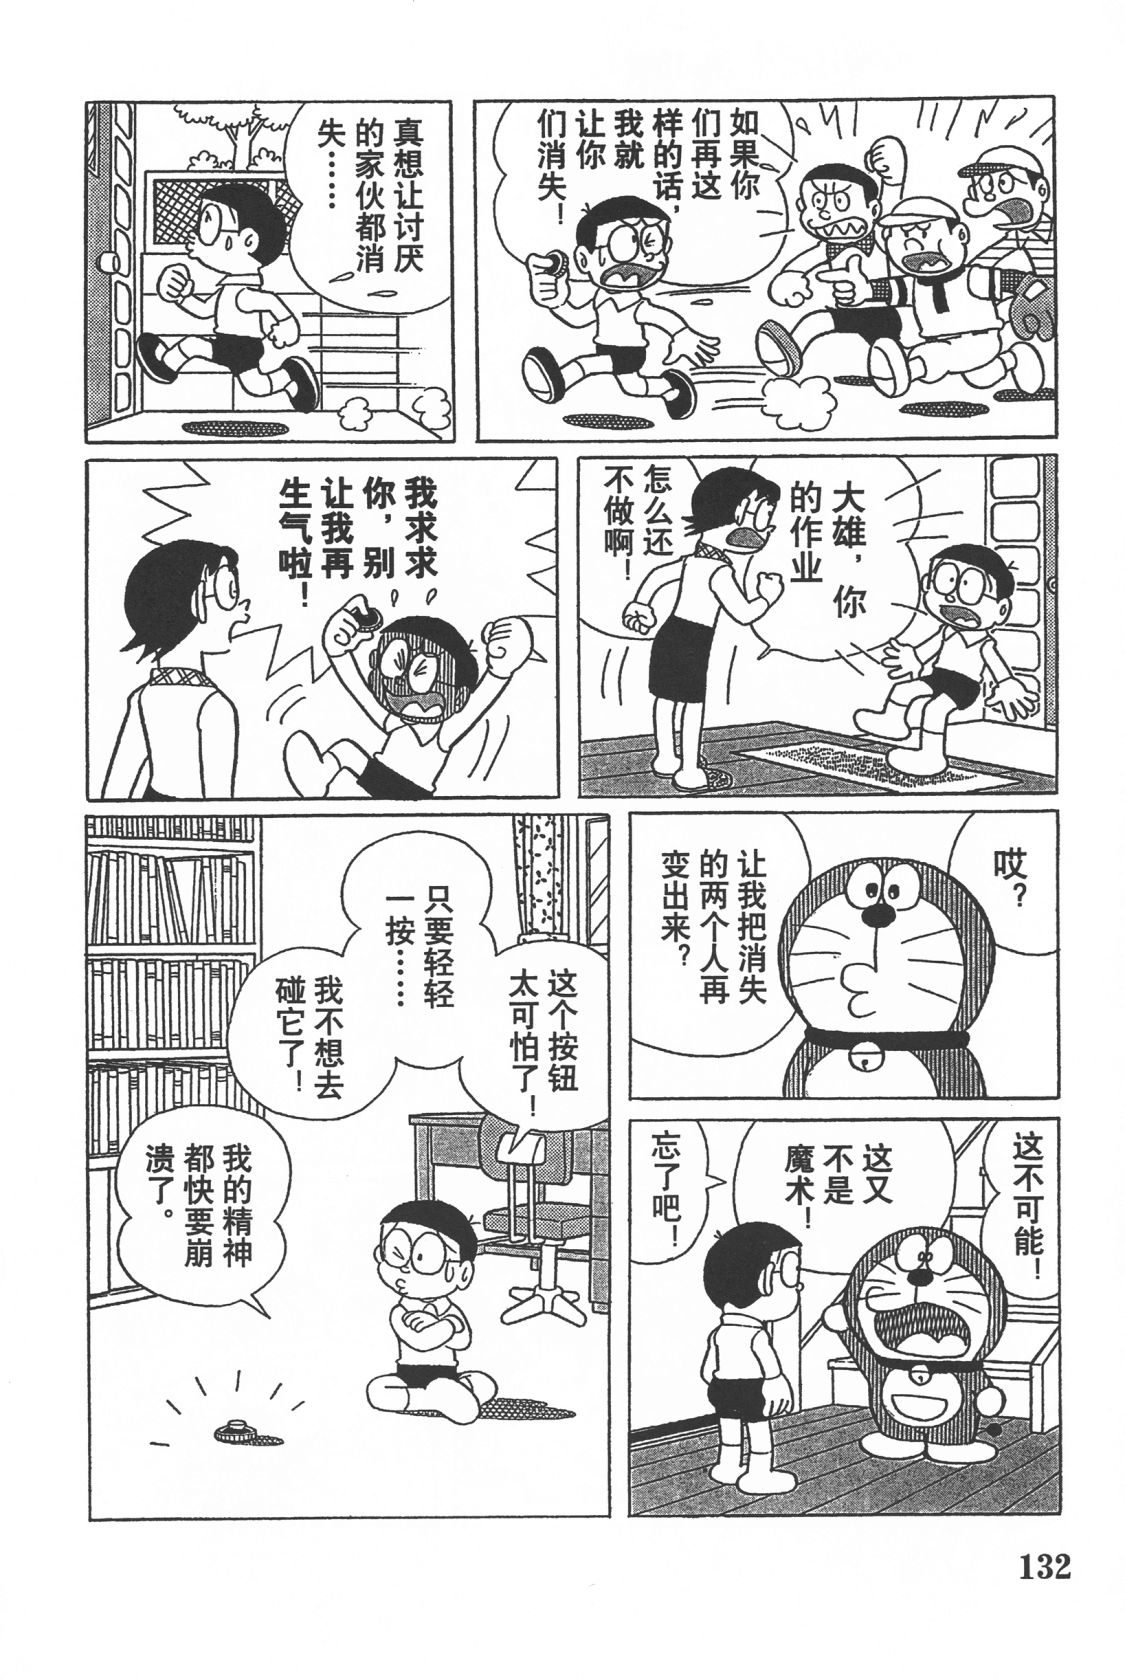 如果你
们再这
样的话，
我就
让你
们消失！
真想让讨厌
的家伙都消
失……
大雄，你
的作业
怎么还
不做啊！
我求求
你，别
让我再
生气啦！
哎？
让我把消失
的两个人再
变出来？
这不可能！
这又
不是
魔术！
忘了吧！
这个按钮
太可怕了！
只要轻轻
一按……
我不想去
碰它了！
我的精神
都快要崩
溃了。
132